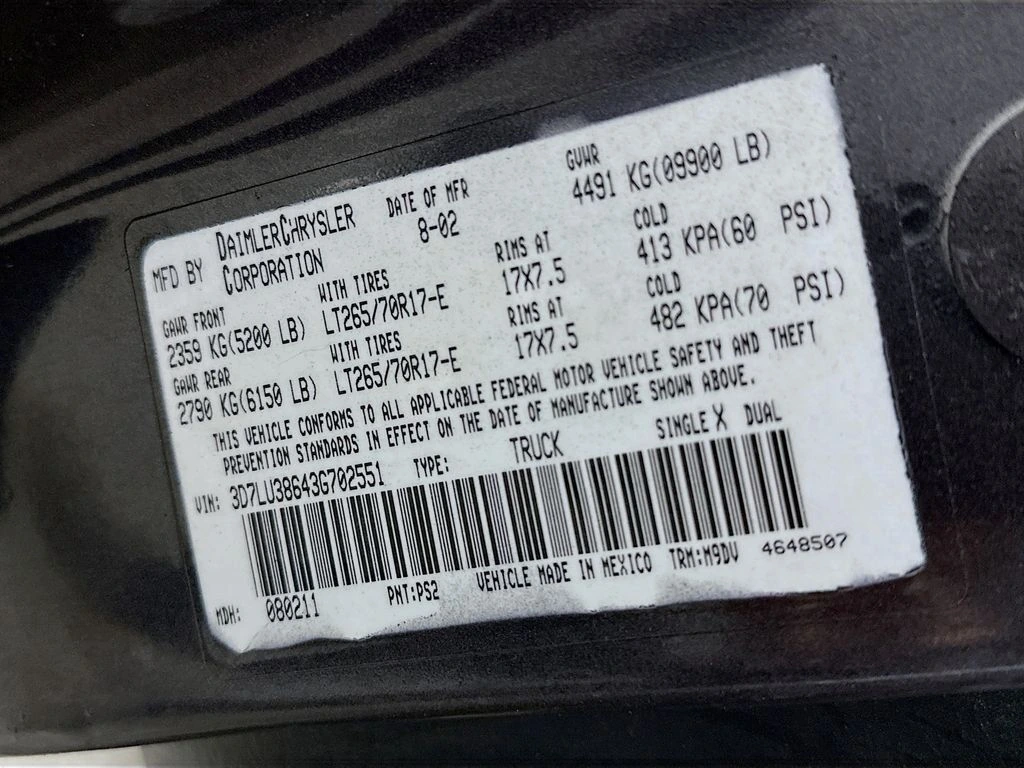 MFD BY DAIMLERCHRYSLER CORPORATION DATE OF MFR 8-02 GVWR 4491 KG(09900 LB)
GAWR FRONT WITH TIRES RIMS AT COLD
2359 KG(5200 LB) LT265/70R17-E 17X7.5 413 KPA(60 PSI)
GAWR REAR WITH TIRES RIMS AT COLD
2790 KG(6150 LB) LT265/70R17-E 17X7.5 482 KPA(70 PSI)
THIS VEHICLE CONFORMS TO ALL APPLICABLE FEDERAL MOTOR VEHICLE SAFETY AND THEFT
PREVENTION STANDARDS IN EFFECT ON THE DATE OF MANUFACTURE SHOWN ABOVE.
VIN: 3D7LU38643G702551 TYPE: TRUCK SINGLE X DUAL
MDH: 080211 PNT:PS2 VEHICLE MADE IN MEXICO TRM:M9DV 4648507